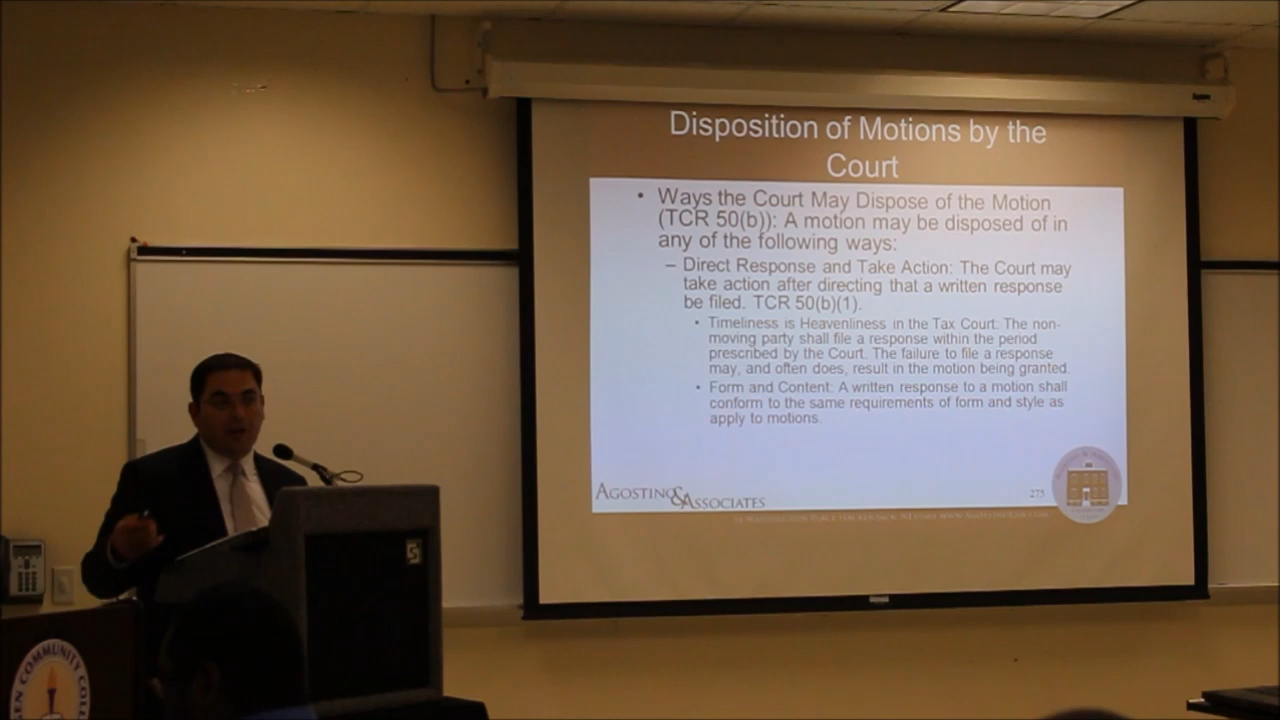 Disposition of Motions by the
Court
• Ways the Court May Dispose of the Motion
(TCR 50(b)): A motion may be disposed of in
any of the following ways:
– Direct Response and Take Action: The Court may
take action after directing that a written response
be filed. TCR 50(b)(1).
• Timeliness is Heavenliness in the Tax Court: The non-
moving party shall file a response within the period
prescribed by the Court. The failure to file a response
may, and often does, result in the motion being granted.
• Form and Content: A written response to a motion shall
conform to the same requirements of form and style as
apply to motions.
AGOSTINO & ASSOCIATES
275
GEN COMMUNITY COLL